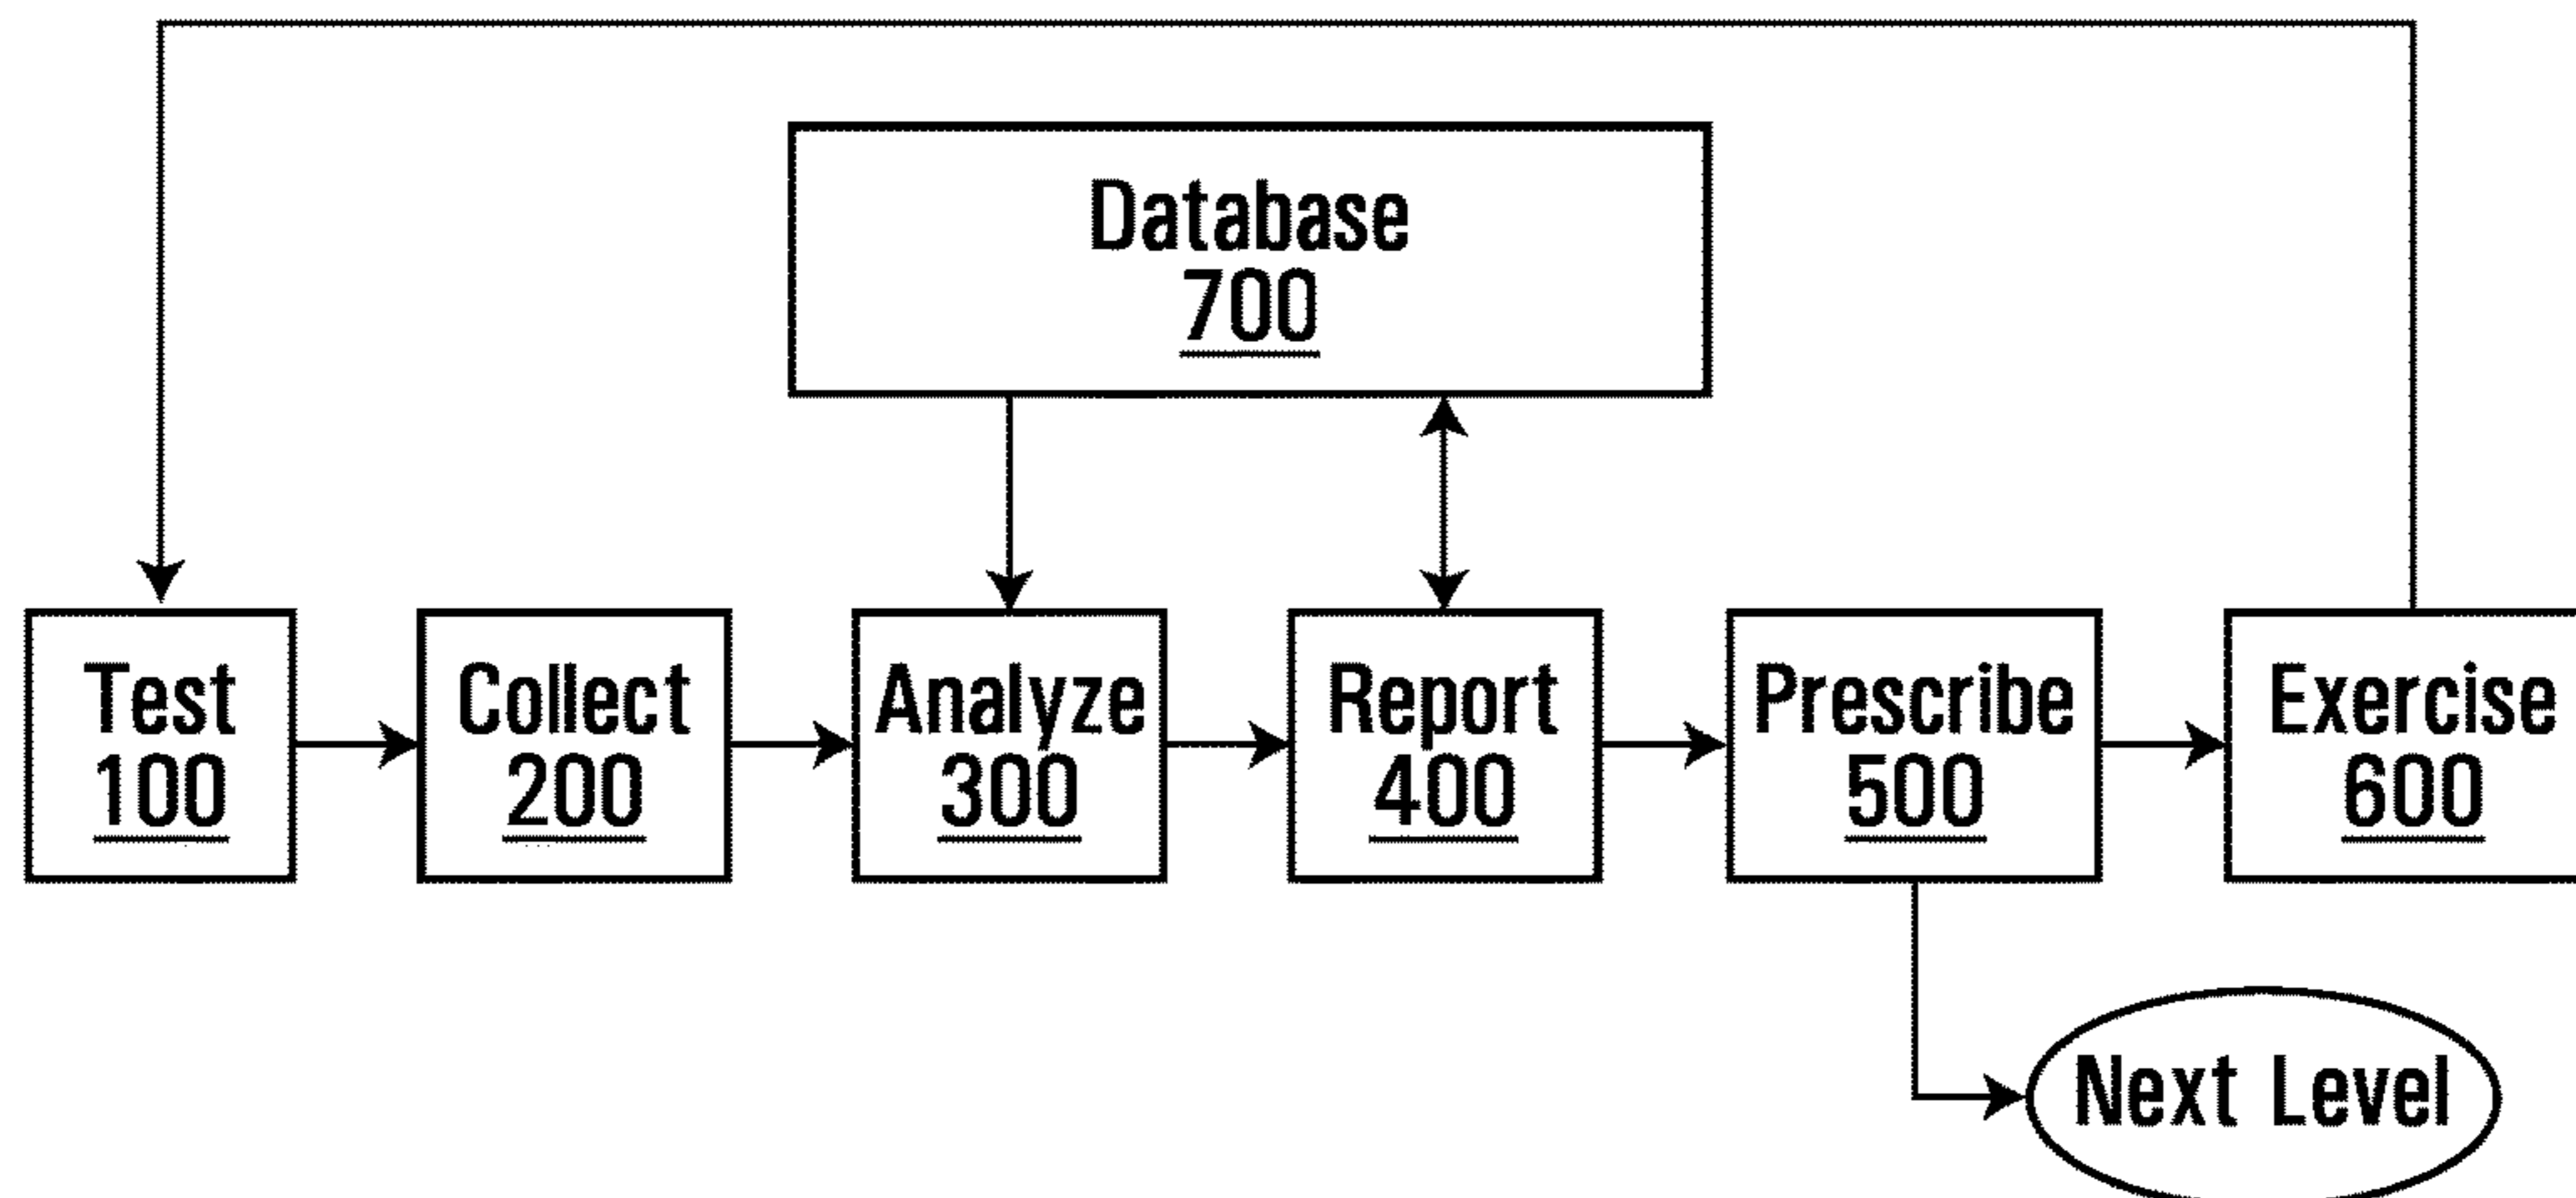 Database
700
Test
100
Collect
200
Analyze
300
Report
400
Prescribe
500
Exercise
600
Next Level